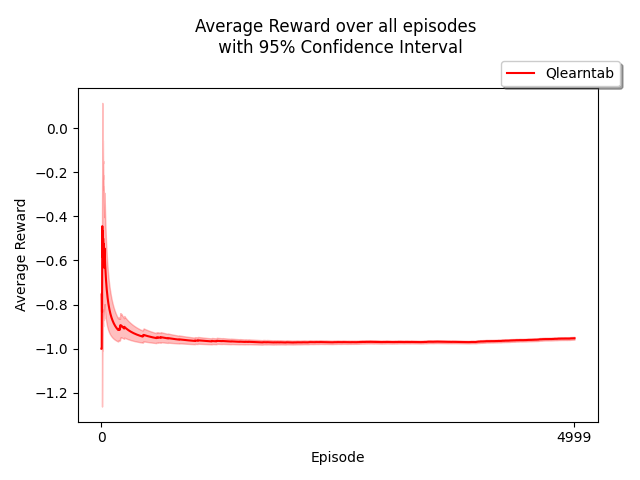 Average Reward over all episodes
with 95% Confidence Interval
Qlearntab
0.0
−0.2
−0.4
−0.6
−0.8
−1.0
−1.2
Average Reward
0
4999
Episode